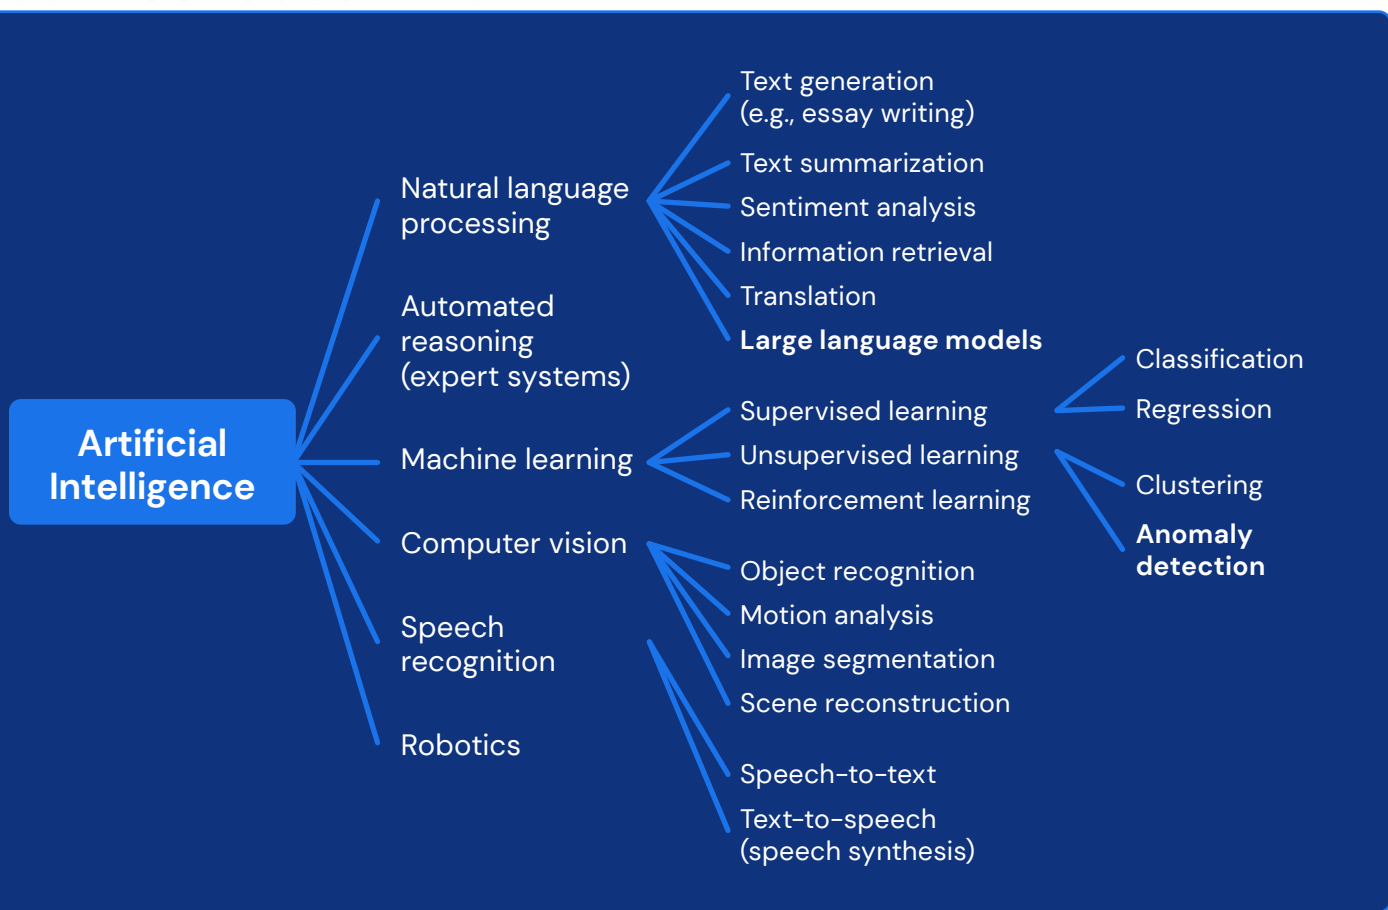 Artificial
Intelligence
Natural language
processing
Text generation
(e.g., essay writing)
Text summarization
Sentiment analysis
Information retrieval
Translation
Large language models
Automated
reasoning
(expert systems)
Machine learning
Supervised learning
Classification
Regression
Unsupervised learning
Clustering
Anomaly
detection
Reinforcement learning
Computer vision
Object recognition
Motion analysis
Image segmentation
Scene reconstruction
Speech
recognition
Speech-to-text
Text-to-speech
(speech synthesis)
Robotics